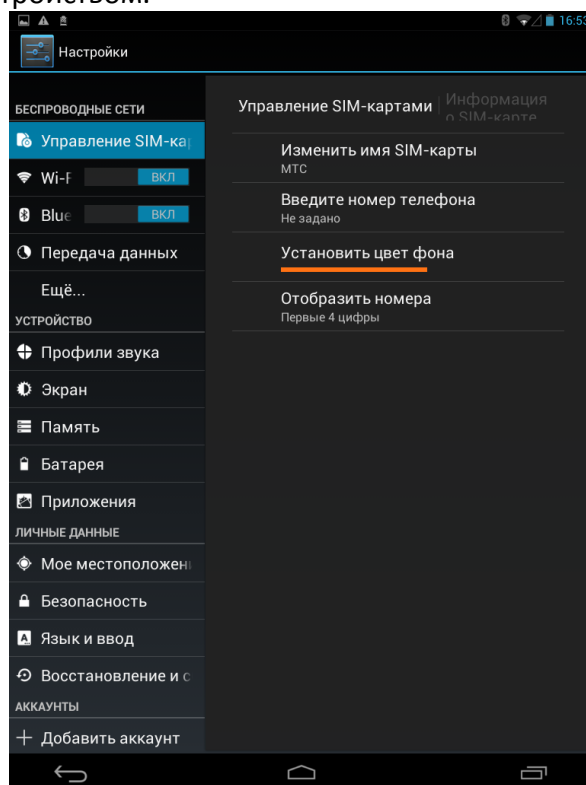 тройством.
16:53
Настройки
БЕСПРОВОДНЫЕ СЕТИ
Управление SIM-кар
Wi-F ВКЛ
Blue ВКЛ
Передача данных
Ещё...
УСТРОЙСТВО
Профили звука
Экран
Память
Батарея
Приложения
ЛИЧНЫЕ ДАННЫЕ
Мое местоположен
Безопасность
Язык и ввод
Восстановление и с
АККАУНТЫ
Добавить аккаунт
Управление SIM-картами
Информация
о SIM-карте
Изменить имя SIM-карты
МТС
Введите номер телефона
Не задано
Установить цвет фона
Отобразить номера
Первые 4 цифры